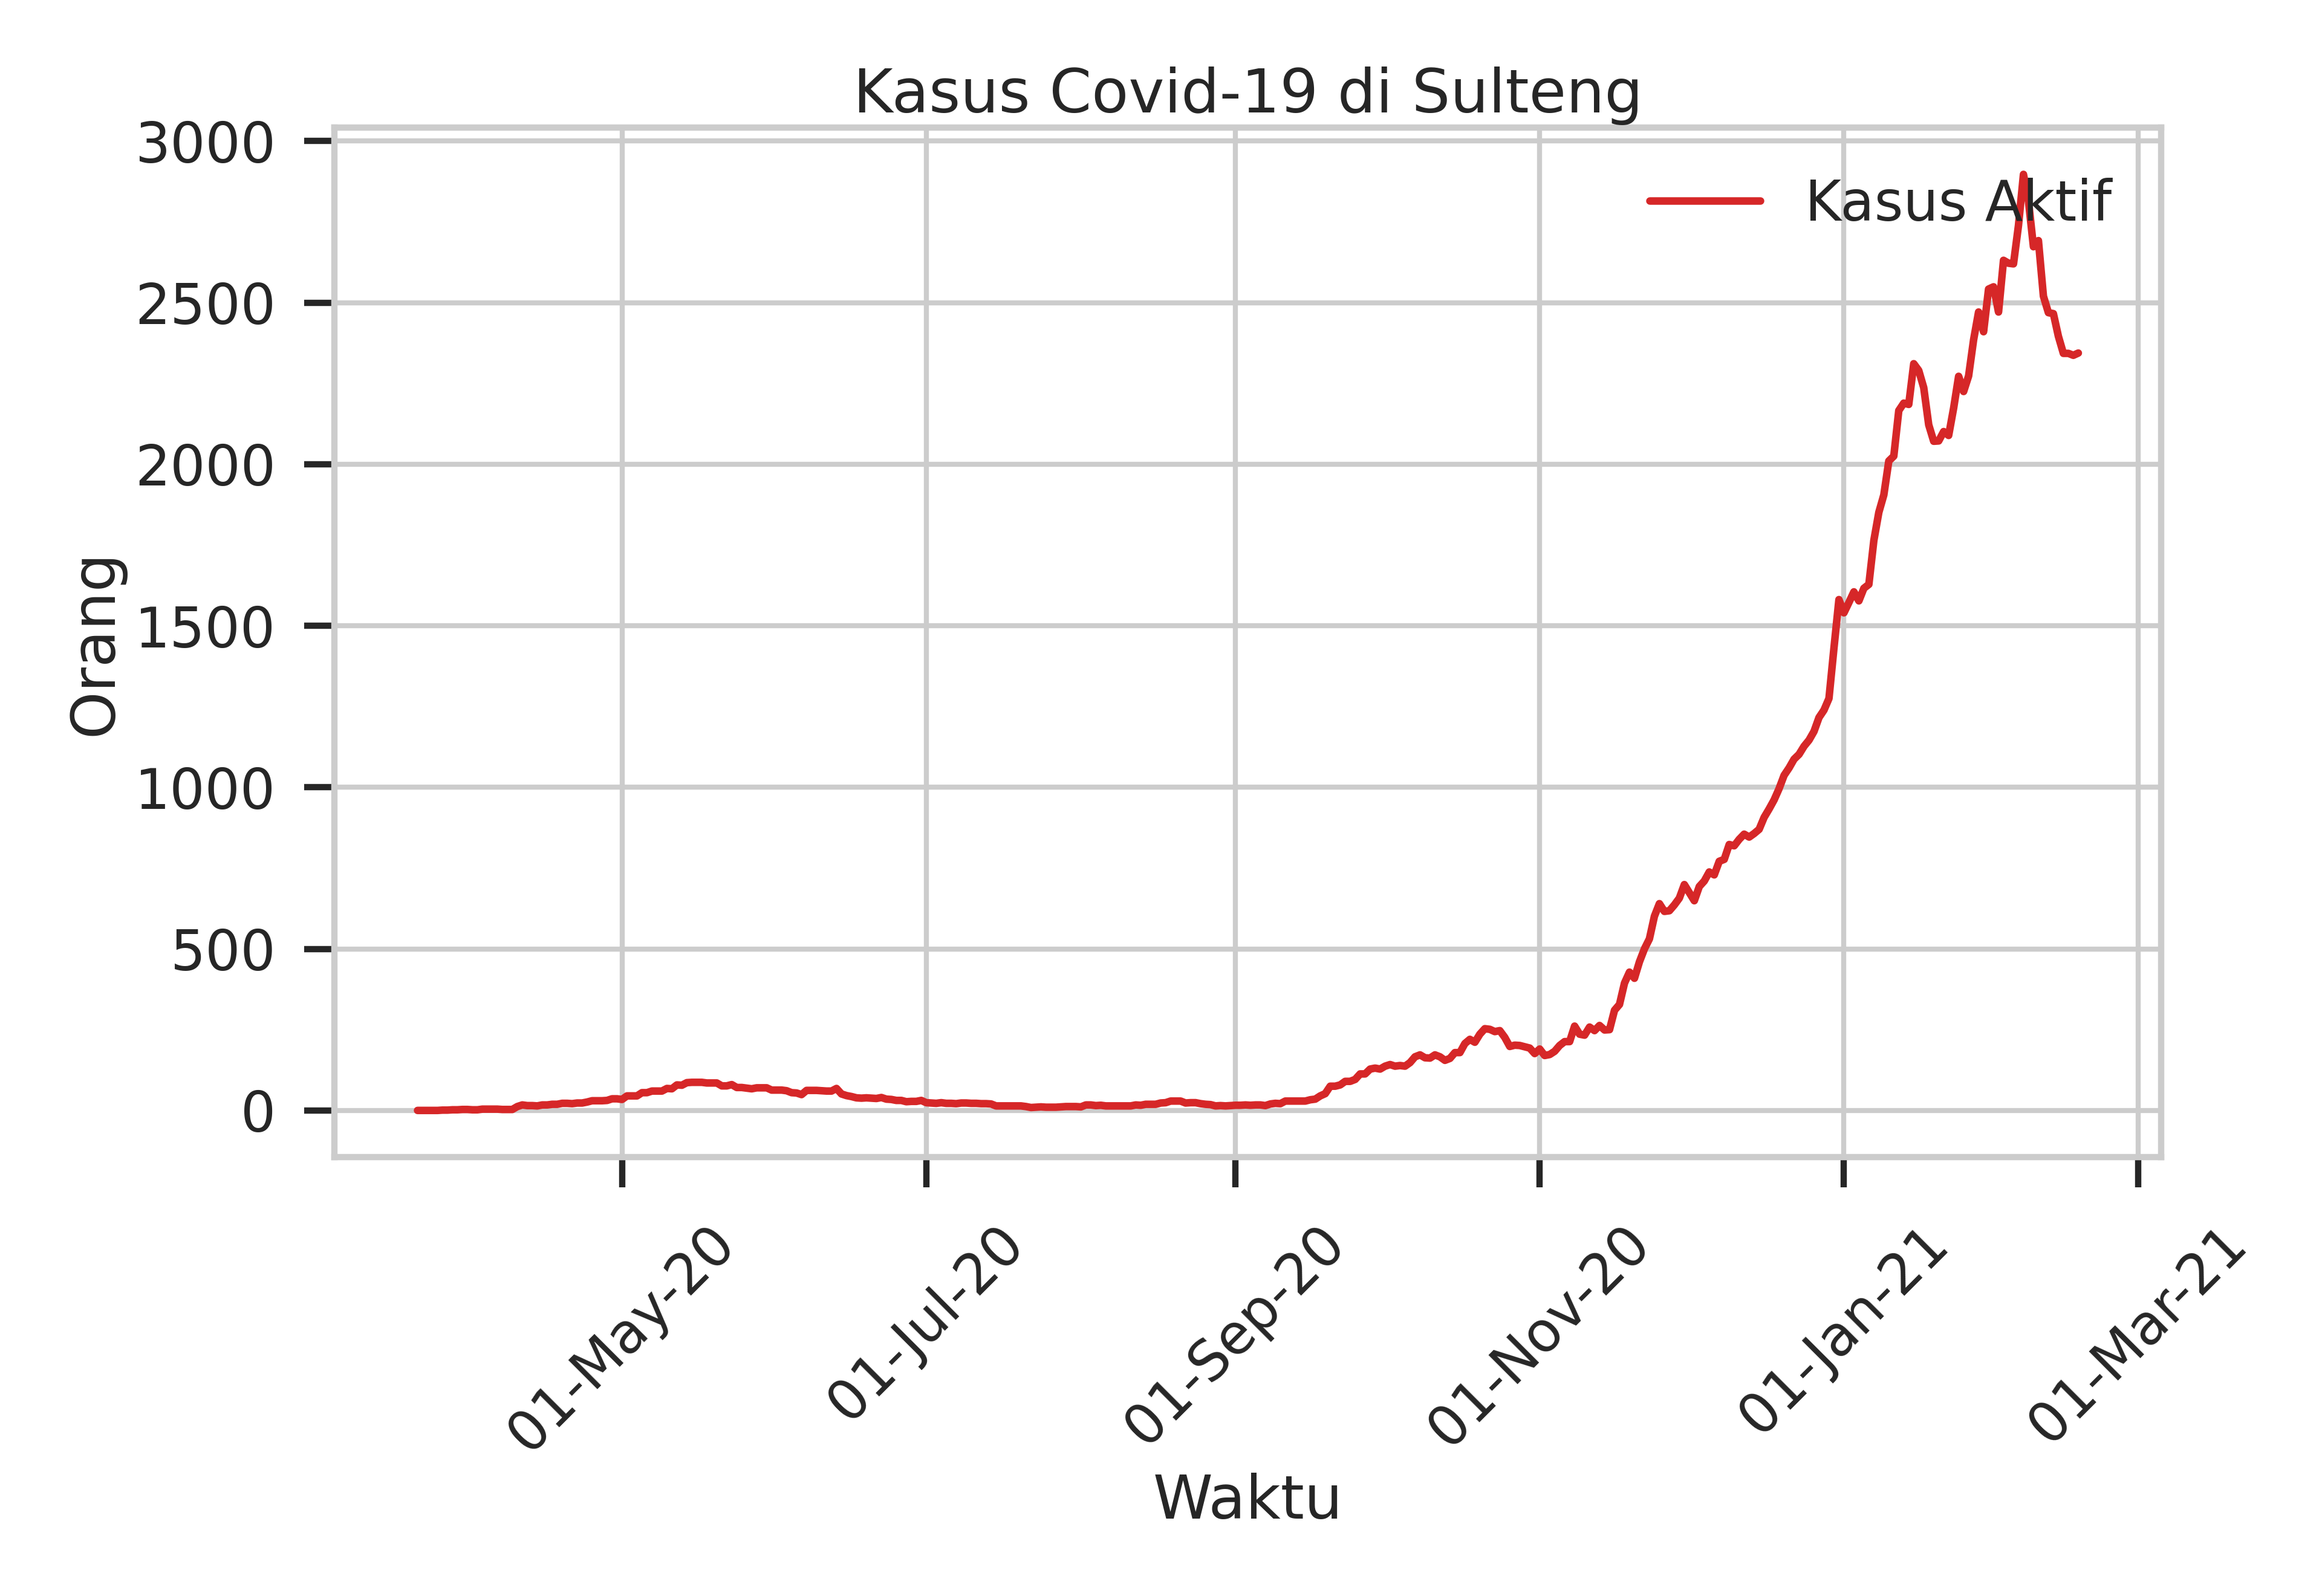 Kasus Covid-19 di Sulteng
3000
Kasus Aktif
2500
2000
1500
1000
500
0
Orang
01-May-20
01-Jul-20
01-Sep-20
01-Nov-20
01-Jan-21
01-Mar-21
Waktu